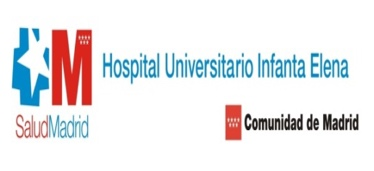 M
Hospital Universitario Infanta Elena
SaludMadrid
Comunidad de Madrid